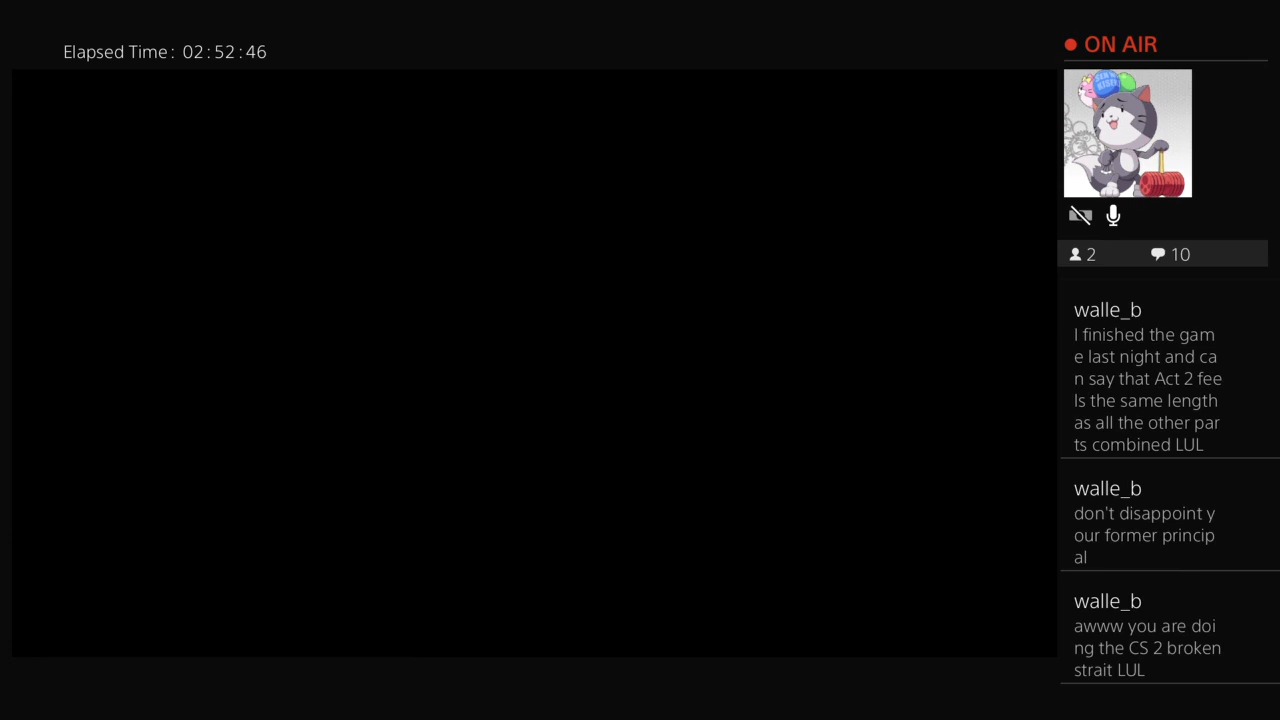 Elapsed Time: 02:52:46
ON AIR
2
10
walle_b
I finished the gam
e last night and ca
n say that Act 2 fee
ls the same length
as all the other par
ts combined LUL
walle_b
don't disappoint y
our former princip
al
walle_b
awww you are doi
ng the CS 2 broken
strait LUL